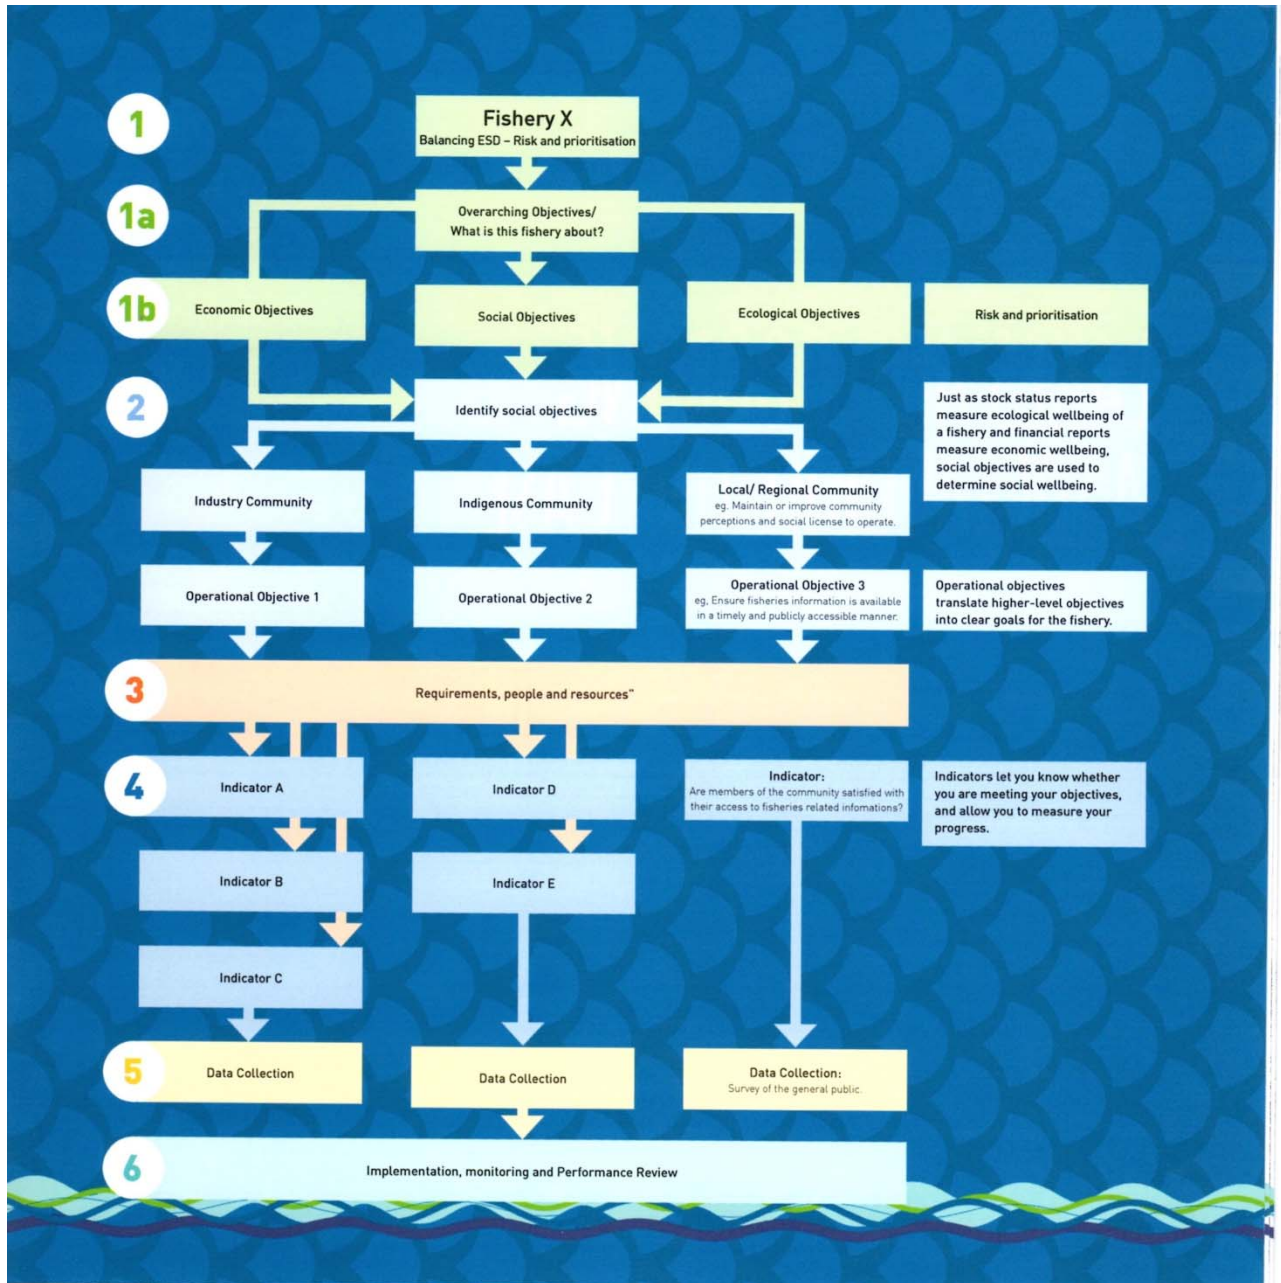 1
Fishery X
Balancing ESD – Risk and prioritisation
1a
Overarching Objectives/
What is this fishery about?
1b
Economic Objectives
Social Objectives
Ecological Objectives
Risk and prioritisation
2
Identify social objectives
Just as stock status reports
measure ecological wellbeing of
a fishery and financial reports
measure economic wellbeing,
social objectives are used to
determine social wellbeing.
Industry Community
Indigenous Community
Local/ Regional Community
eg. Maintain or improve community
perceptions and social license to operate.
Operational Objective 1
Operational Objective 2
Operational Objective 3
eg, Ensure fisheries information is available
in a timely and publicly accessible manner.
Operational objectives
translate higher-level objectives
into clear goals for the fishery.
3
Requirements, people and resources"
4
Indicator A
Indicator D
Indicator:
Are members of the community satisfied with
their access to fisheries related infomations?
Indicators let you know whether
you are meeting your objectives,
and allow you to measure your
progress.
Indicator B
Indicator E
Indicator C
5
Data Collection
Data Collection
Data Collection:
Survey of the general public.
6
Implementation, monitoring and Performance Review